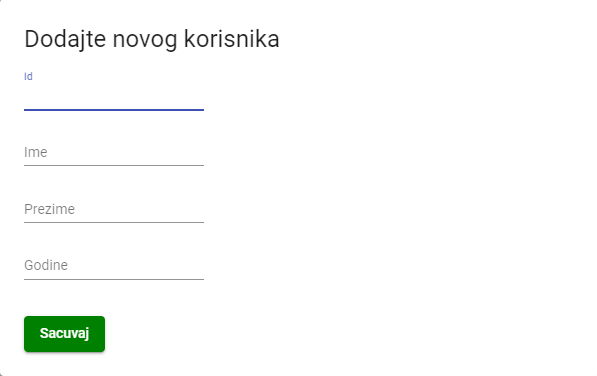 Dodajte novog korisnika
Id
Ime
Prezime
Godine
Sacuvaj